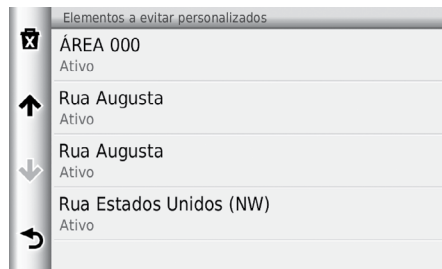 Elementos a evitar personalizados
ÁREA 000
Ativo
Rua Augusta
Ativo
Rua Augusta
Ativo
Rua Estados Unidos (NW)
Ativo